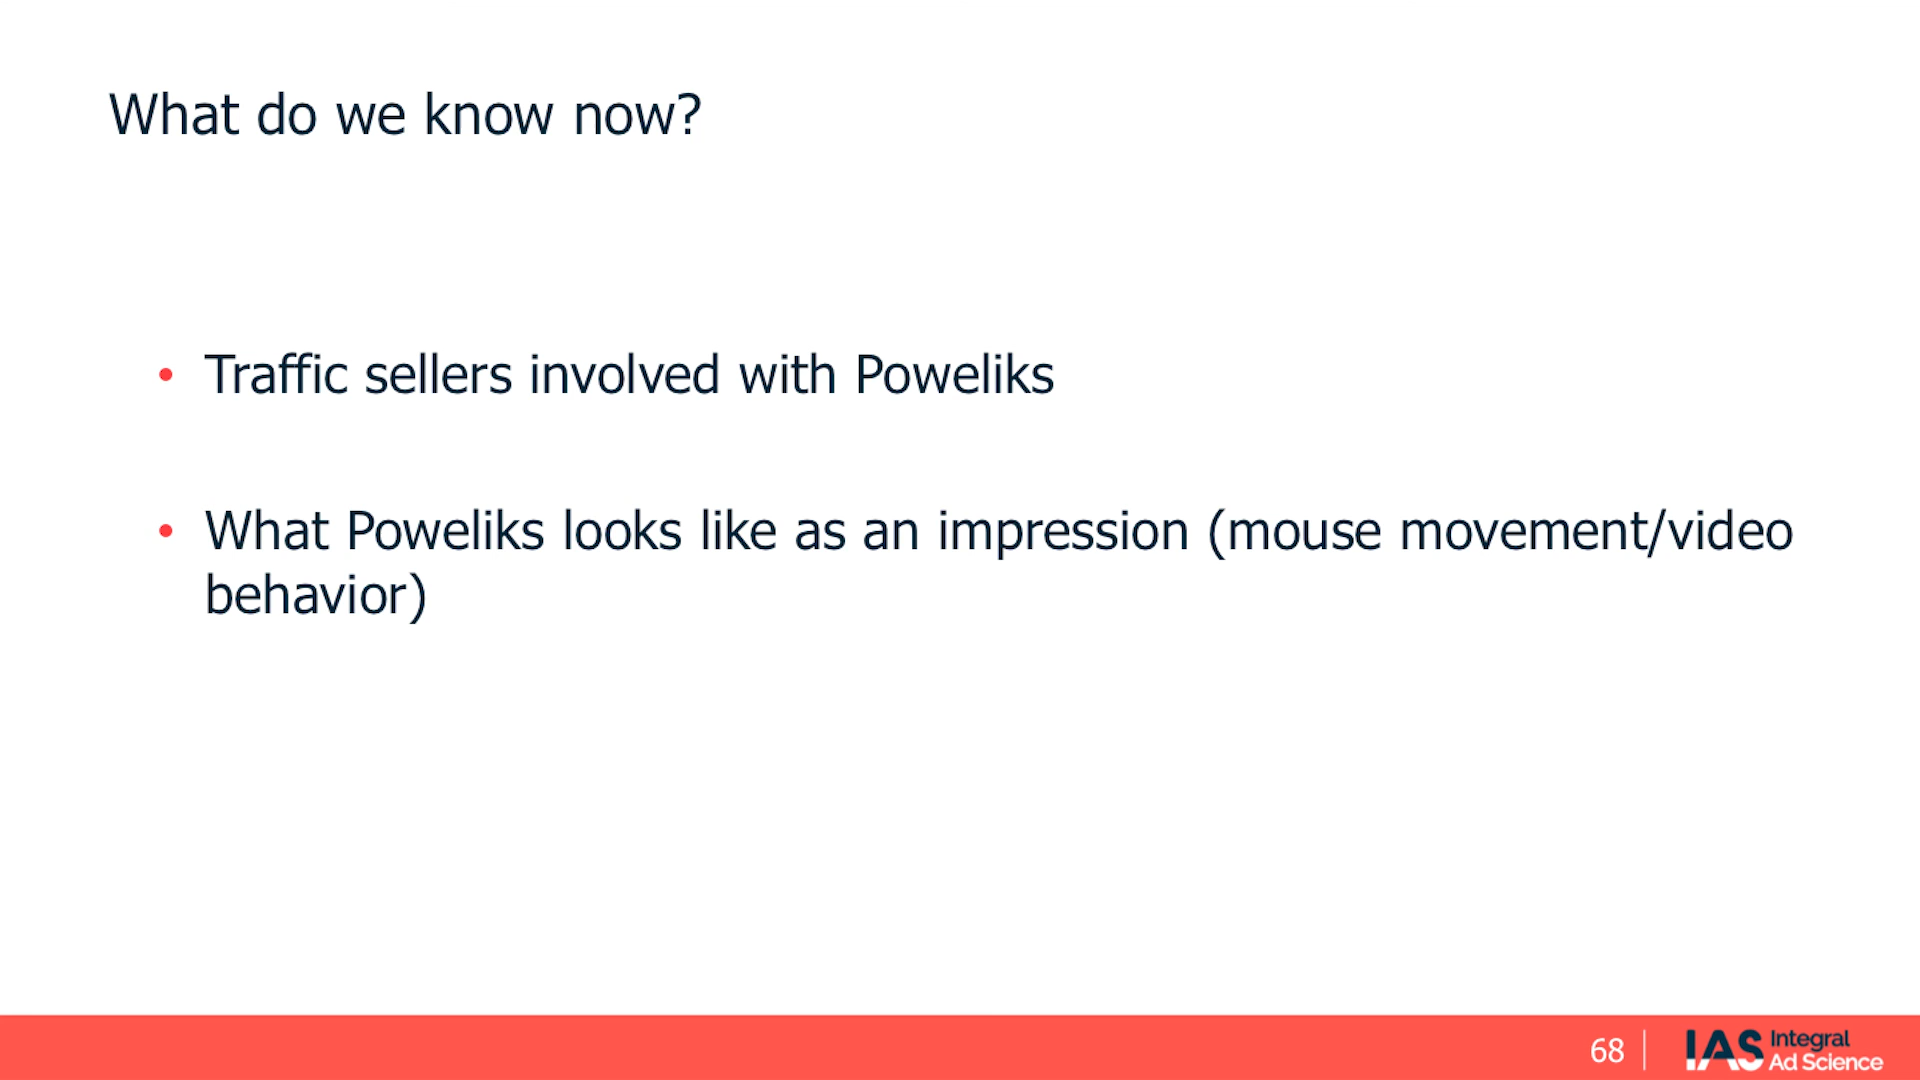 What do we know now?
• Traffic sellers involved with Poweliks
• What Poweliks looks like as an impression (mouse movement/video
behavior)
68
IAS Integral
Ad Science